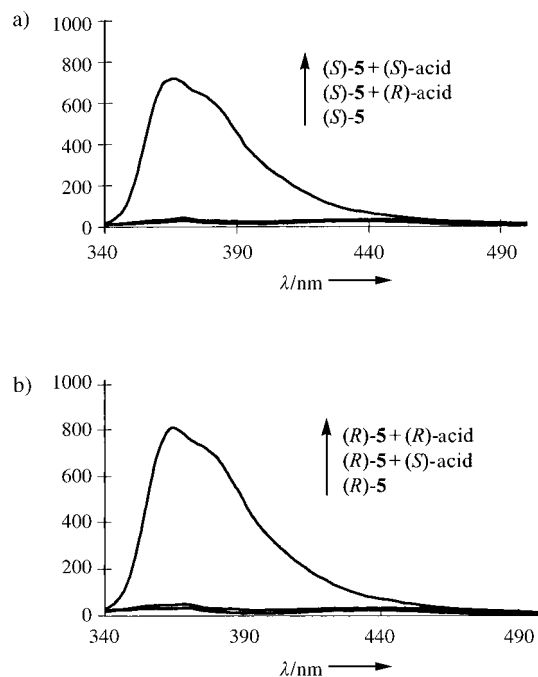 a)
1000
800
600
400
200
0
(S)-5 + (S)-acid
(S)-5 + (R)-acid
(S)-5
340 390 440 490
λ/nm
b)
1000
800
600
400
200
0
(R)-5 + (R)-acid
(R)-5 + (S)-acid
(R)-5
340 390 440 490
λ/nm